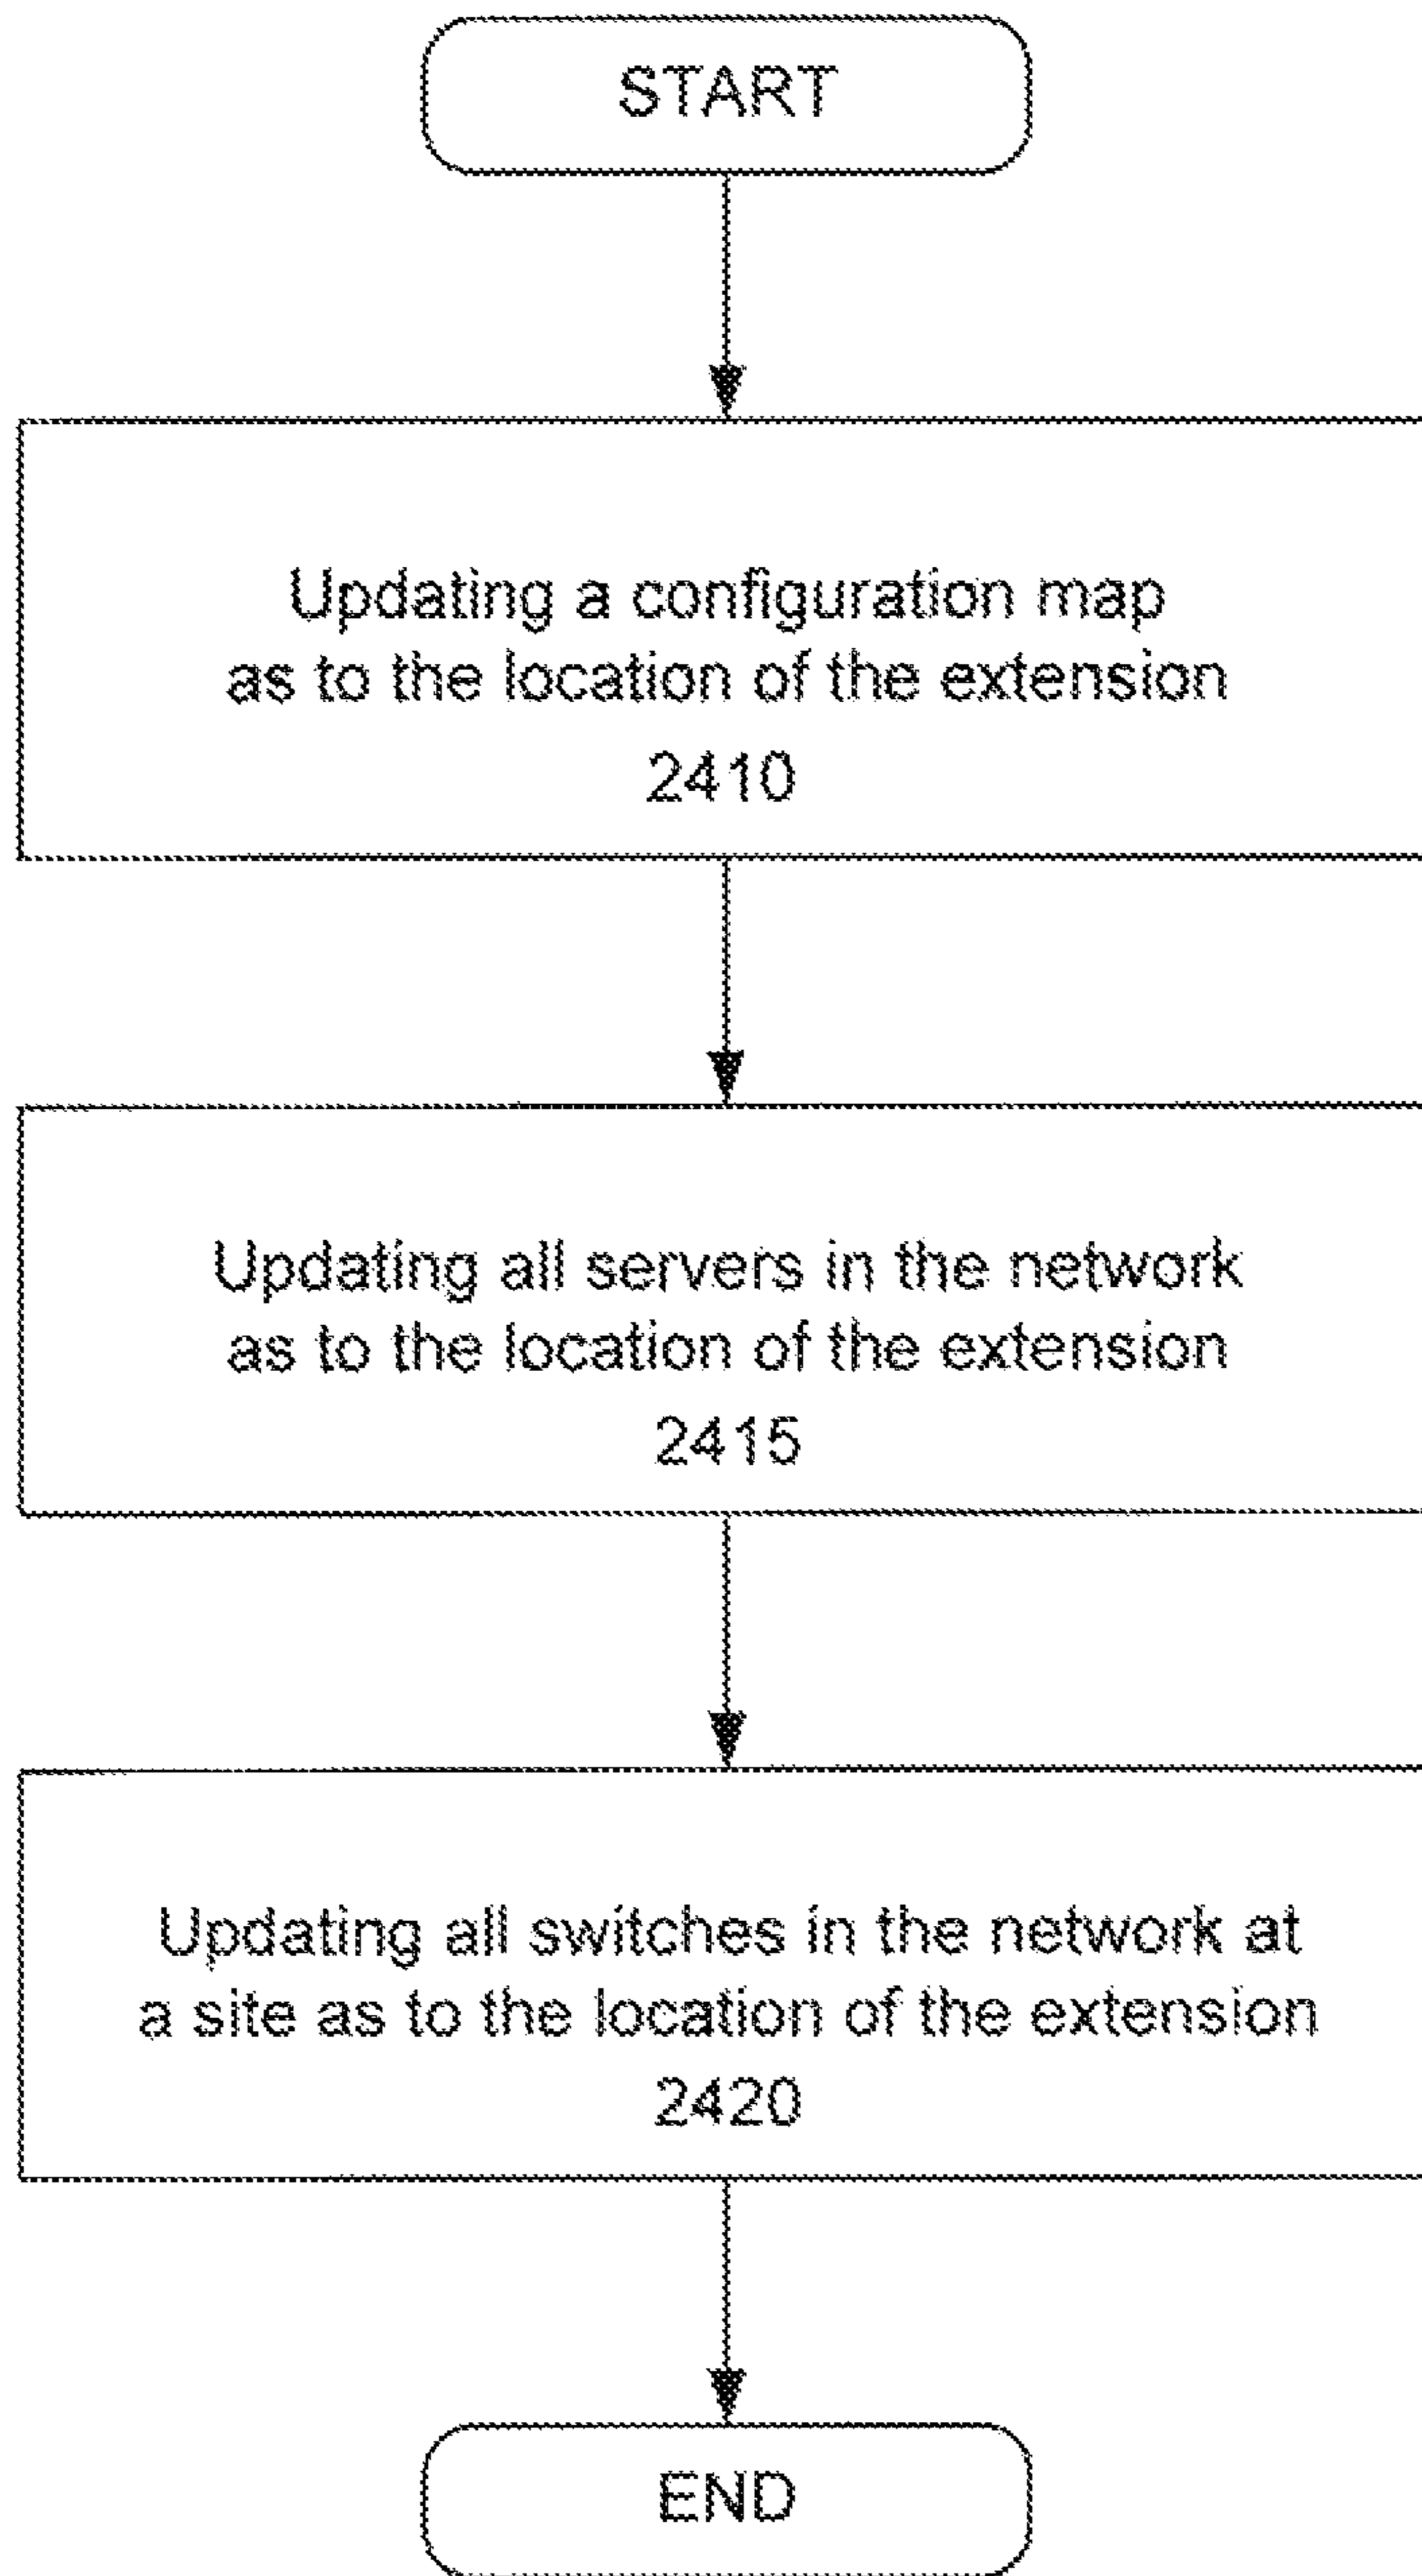 START
Updating a configuration map
as to the location of the extension
2410
Updating all servers in the network
as to the location of the extension
2415
Updating all switches in the network at
a site as to the location of the extension
2420
END